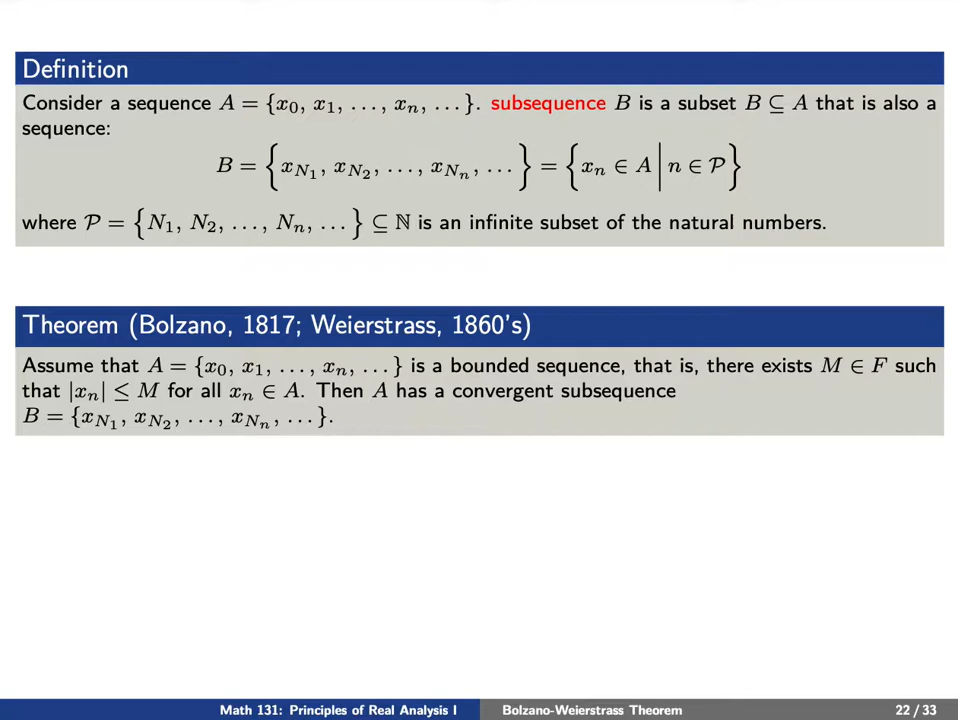 Definition
Consider a sequence A = {x₀, x₁, ..., xₙ, ...}. subsequence B is a subset B ⊆ A that is also a
sequence:
B = {x_{N₁}, x_{N₂}, ..., x_{Nₙ}, ...} = {xₙ ∈ A | n ∈ 𝒫}
where 𝒫 = {N₁, N₂, ..., Nₙ, ...} ⊆ ℕ is an infinite subset of the natural numbers.
Theorem (Bolzano, 1817; Weierstrass, 1860's)
Assume that A = {x₀, x₁, ..., xₙ, ...} is a bounded sequence, that is, there exists M ∈ F such
that |xₙ| ≤ M for all xₙ ∈ A. Then A has a convergent subsequence
B = {x_{N₁}, x_{N₂}, ..., x_{Nₙ}, ...}.
Math 131: Principles of Real Analysis I Bolzano-Weierstrass Theorem 22 / 33